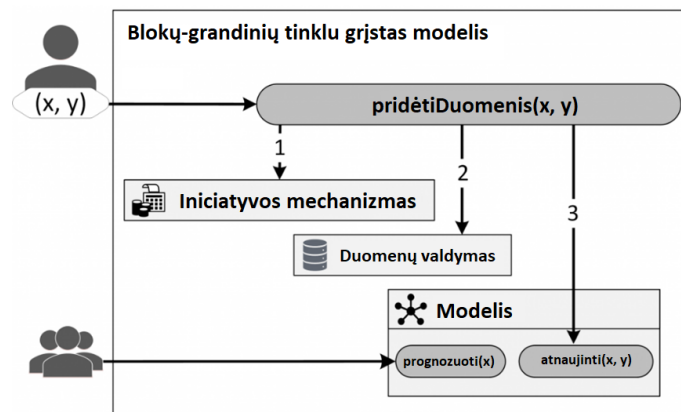 Blokų-grandinių tinklu grįstas modelis
(x, y)
pridėtiDuomenis(x, y)
1
2
3
Iniciatyvos mechanizmas
Duomenų valdymas
Modelis
prognozuoti(x)
atnaujinti(x, y)